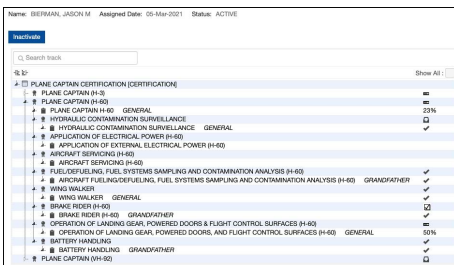 Name: BIERMAN, JASON M Assigned Date: 05-Mar-2021 Status: ACTIVE
Inactivate
Search track
Show All :
PLANE CAPTAIN CERTIFICATION [CERTIFICATION]
PLANE CAPTAIN (H-3)
PLANE CAPTAIN (H-60)
PLANE CAPTAIN H-60 GENERAL 23%
HYDRAULIC CONTAMINATION SURVEILLANCE
HYDRAULIC CONTAMINATION SURVIELLANCE GENERAL
APPLICATION OF ELECTRICAL POWER (H-60)
APPLICATION OF EXTERNAL ELECTRICAL POWER (H-60)
AIRCRAFT SERVICING (H-60)
AIRCRAFT SERVICING (H-60)
FUEL/DEFUELING, FUEL SYSTEMS SAMPLING AND CONTAMINATION ANALYSIS (H-60)
AIRCRAFT FUELING/DEFUELING, FUEL SYSTEMS SAMPLING AND CONTAMINATION ANALYSIS (H-60) GRANDFATHER
WING WALKER
WING WALKER GENERAL
BRAKE RIDER (H-60)
BRAKE RIDER (H-60) GRANDFATHER
OPERATION OF LANDING GEAR, POWERED DOORS & FLIGHT CONTROL SURFACES (H-60)
OPERATION OF LANDING GEAR, POWERED DOORS, AND FLIGHT CONTROL SURFACES (H-60) GENERAL 50%
BATTERY HANDLING
BATTERY HANDLING GRANDFATHER
PLANE CAPTAIN (VH-92)